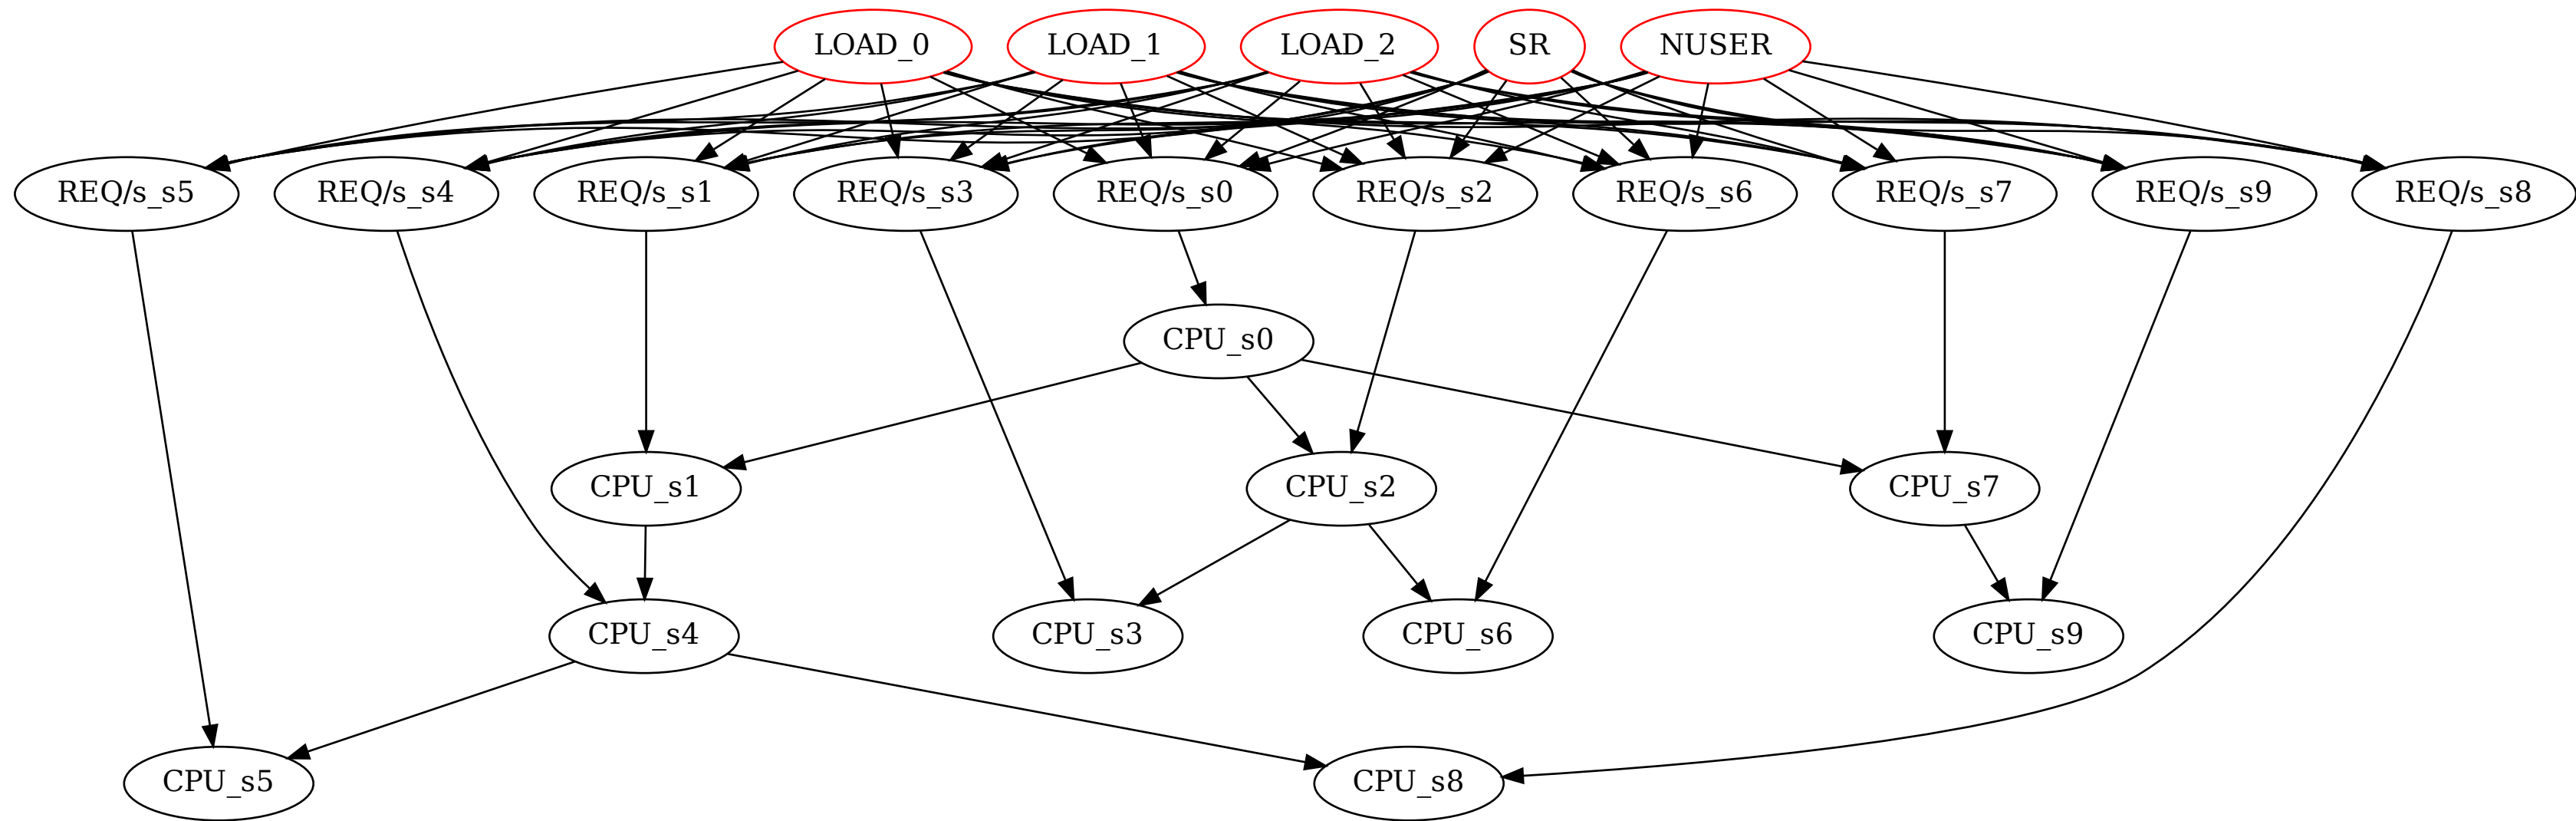 LOAD_0 LOAD_1 LOAD_2 SR NUSER
REQ/s_s5 REQ/s_s4 REQ/s_s1 REQ/s_s3 REQ/s_s0 REQ/s_s2 REQ/s_s6 REQ/s_s7 REQ/s_s9 REQ/s_s8
CPU_s0
CPU_s1 CPU_s2 CPU_s7
CPU_s4 CPU_s3 CPU_s6 CPU_s9
CPU_s5 CPU_s8